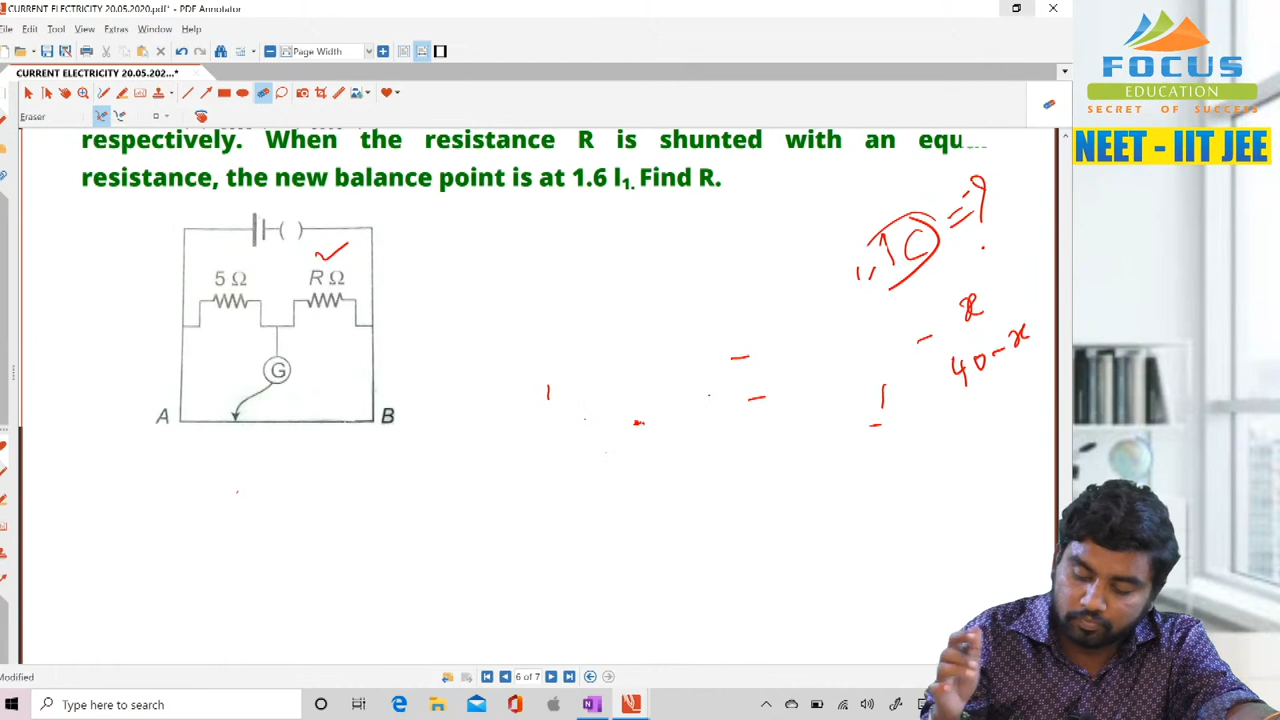 CURRENT ELECTRICITY 20.05.2020.pdf* - PDF Annotator
File Edit Tool View Extras Window Help
Page Width
CURRENT ELECTRICITY 20.05.202...*
Eraser
respectively. When the resistance R is shunted with an
resistance, the new balance point is at 1.6 l1. Find R.
5 Ω
R Ω
G
A
B
= ?
x
40-x
FOCUS
EDUCATION
SECRET OF SUCCESS
NEET - IIT JEE
Modified
6 of 7
Type here to search